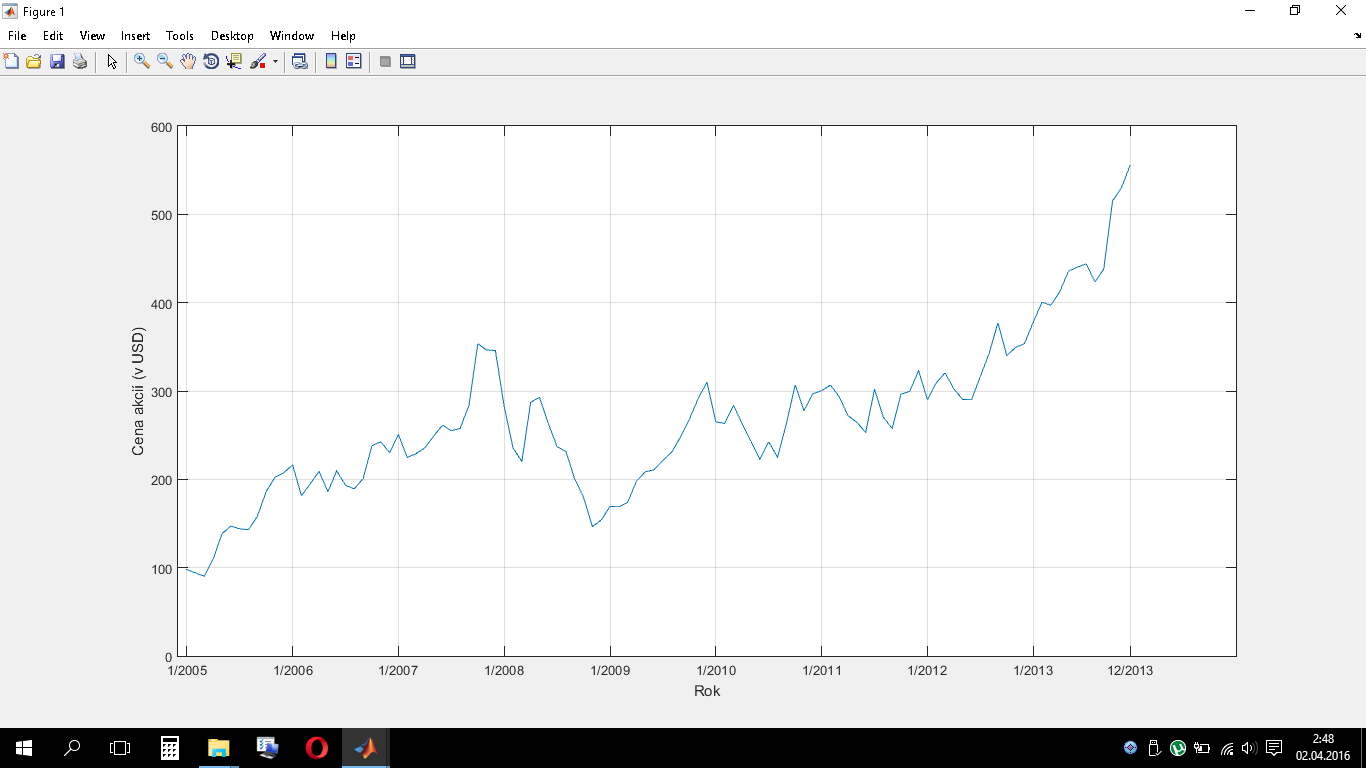 Figure 1
File Edit View Insert Tools Desktop Window Help
600
500
400
300
200
100
0
Cena akcií (v USD)
1/2005 1/2006 1/2007 1/2008 1/2009 1/2010 1/2011 1/2012 1/2013 12/2013
Rok
2:48
02.04.2016